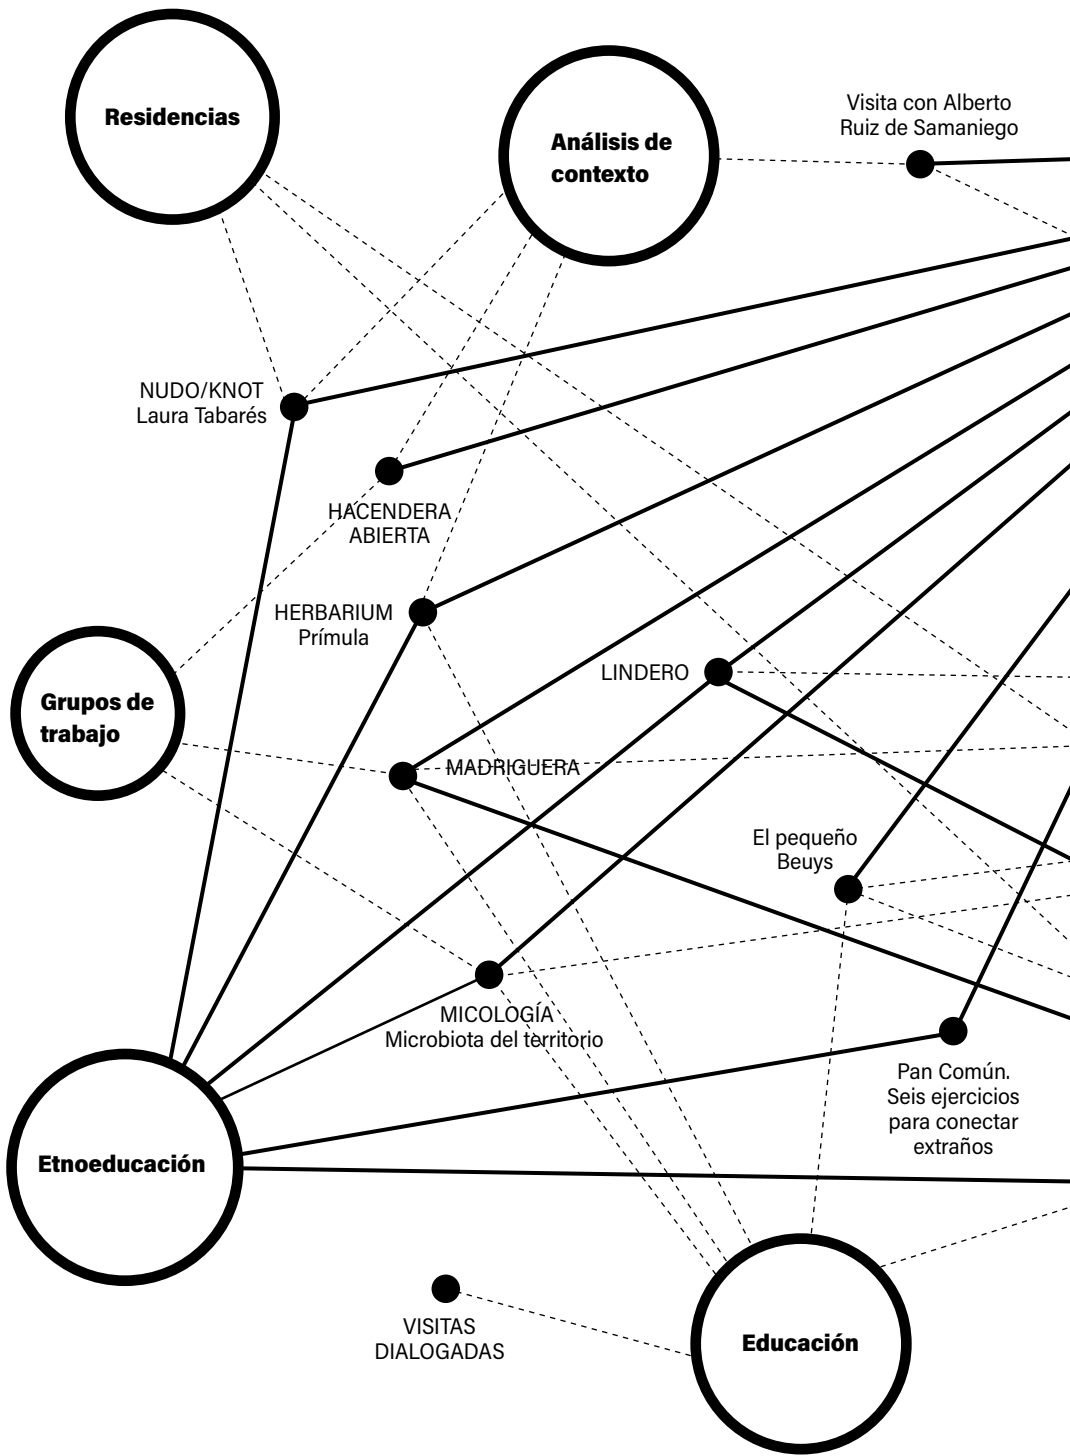 Residencias
Análisis de
contexto
Visita con Alberto
Ruiz de Samaniego
NUDO/KNOT
Laura Tabarés
HACENDERA
ABIERTA
HERBARIUM
Prímula
LINDERO
Grupos de
trabajo
MADRIGUERA
El pequeño
Beuys
MICOLOGÍA
Microbiota del territorio
Pan Común.
Seis ejercicios
para conectar
extraños
Etnoeducación
VISITAS
DIALOGADAS
Educación